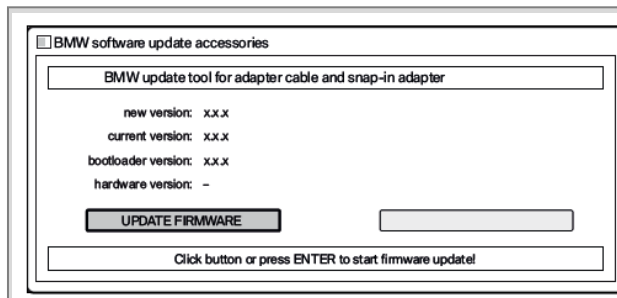 BMW software update accessories
BMW update tool for adapter cable and snap-in adapter
new version: x.x.x
current version: x.x.x
bootloader version: x.x.x
hardware version: –
UPDATE FIRMWARE
Click button or press ENTER to start firmware update!